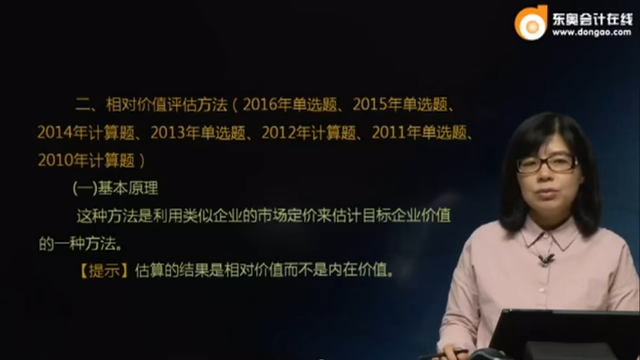 东奥会计在线
www.dongao.com
二、相对价值评估方法（2016年单选题、2015年单选题、
2014年计算题、2013年单选题、2012年计算题、2011年单选题、
2010年计算题）
(一)基本原理
这种方法是利用类似企业的市场定价来估计目标企业价值
的一种方法。
【提示】估算的结果是相对价值而不是内在价值。